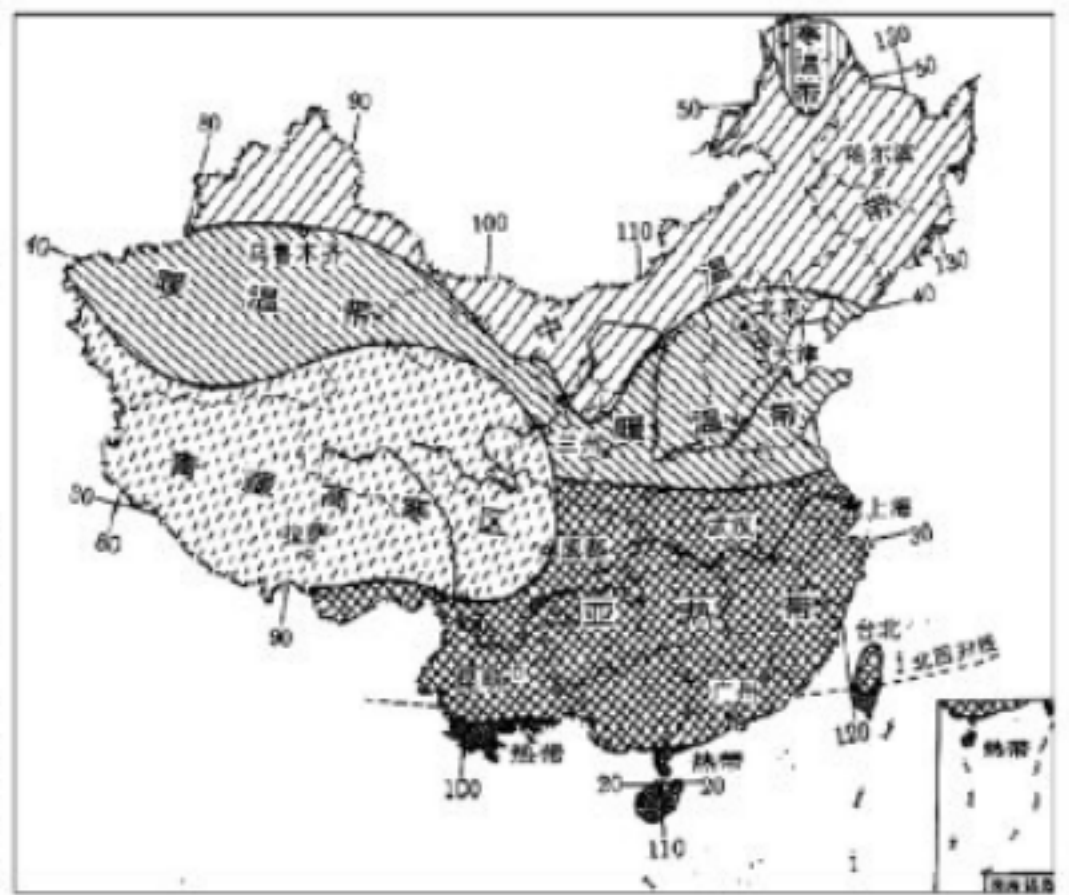 寒温带
120
50
50
90
80
哈尔滨
带
40
乌鲁木齐
100
110
130
温
暖温带
40
北京
天津
中
暖温带
兰州
青藏高寒区
上海
武汉
30
30
80
拉萨
成都
亚热带
90
台北
北回归线
昆明
广州
120
热带
热带
热带
100
20
20
110